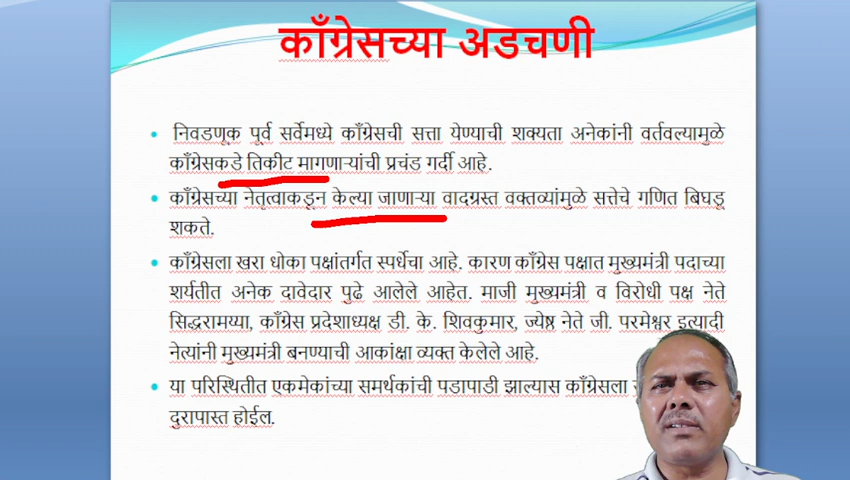 काँग्रेसच्या अडचणी
निवडणूक पूर्व सर्वेमध्ये काँग्रेसची सत्ता येण्याची शक्यता अनेकांनी वर्तवल्यामुळे
काँग्रेसकडे तिकीट मागणाऱ्यांची प्रचंड गर्दी आहे.
काँग्रेसच्या नेतृत्वाकडून केल्या जाणाऱ्या वादग्रस्त वक्तव्यांमुळे सत्तेचे गणित बिघडू
शकते.
काँग्रेसला खरा धोका पक्षांतर्गत स्पर्धेचा आहे. कारण काँग्रेस पक्षात मुख्यमंत्री पदाच्या
शर्यतीत अनेक दावेदार पुढे आलेले आहेत. माजी मुख्यमंत्री व विरोधी पक्ष नेते
सिद्धरामय्या, काँग्रेस प्रदेशाध्यक्ष डी. के. शिवकुमार, ज्येष्ठ नेते जी. परमेश्वर इत्यादी
नेत्यांनी मुख्यमंत्री बनण्याची आकांक्षा व्यक्त केलेले आहे.
या परिस्थितीत एकमेकांच्या समर्थकांची पडापाडी झाल्यास काँग्रेसला
दुरापास्त होईल.